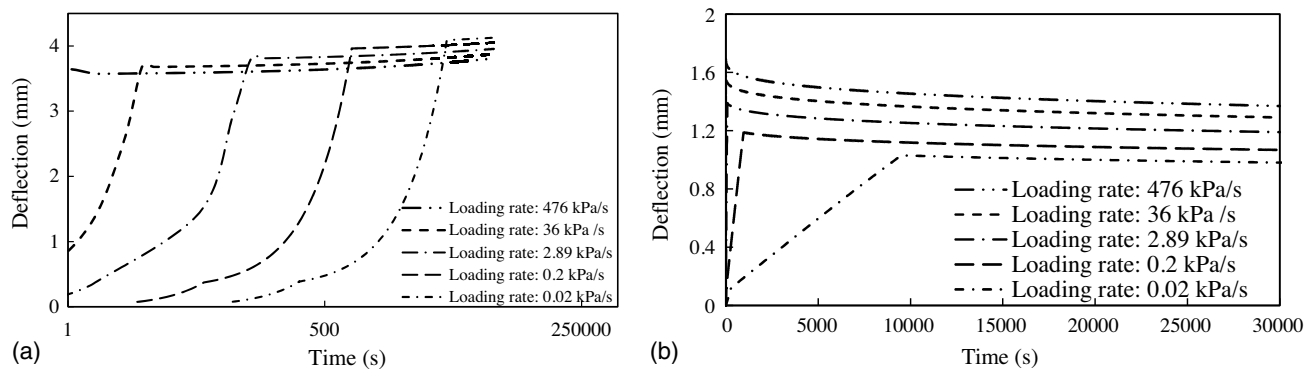 4
3
2
1
0
Deflection (mm)
1
500
250000
Time (s)
Loading rate: 476 kPa/s
Loading rate: 36 kPa /s
Loading rate: 2.89 kPa/s
Loading rate: 0.2 kPa/s
Loading rate: 0.02 kPa/s
(a)
2
1.6
1.2
0.8
0.4
0
Deflection (mm)
0
5000
10000
15000
20000
25000
30000
Time (s)
Loading rate: 476 kPa/s
Loading rate: 36 kPa /s
Loading rate: 2.89 kPa/s
Loading rate: 0.2 kPa/s
Loading rate: 0.02 kPa/s
(b)